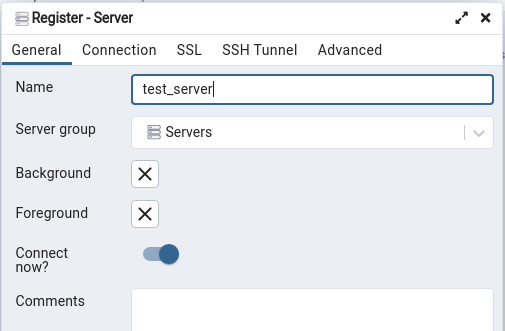 Register - Server
General Connection SSL SSH Tunnel Advanced
Name test_server
Server group Servers
Background
Foreground
Connect
now?
Comments